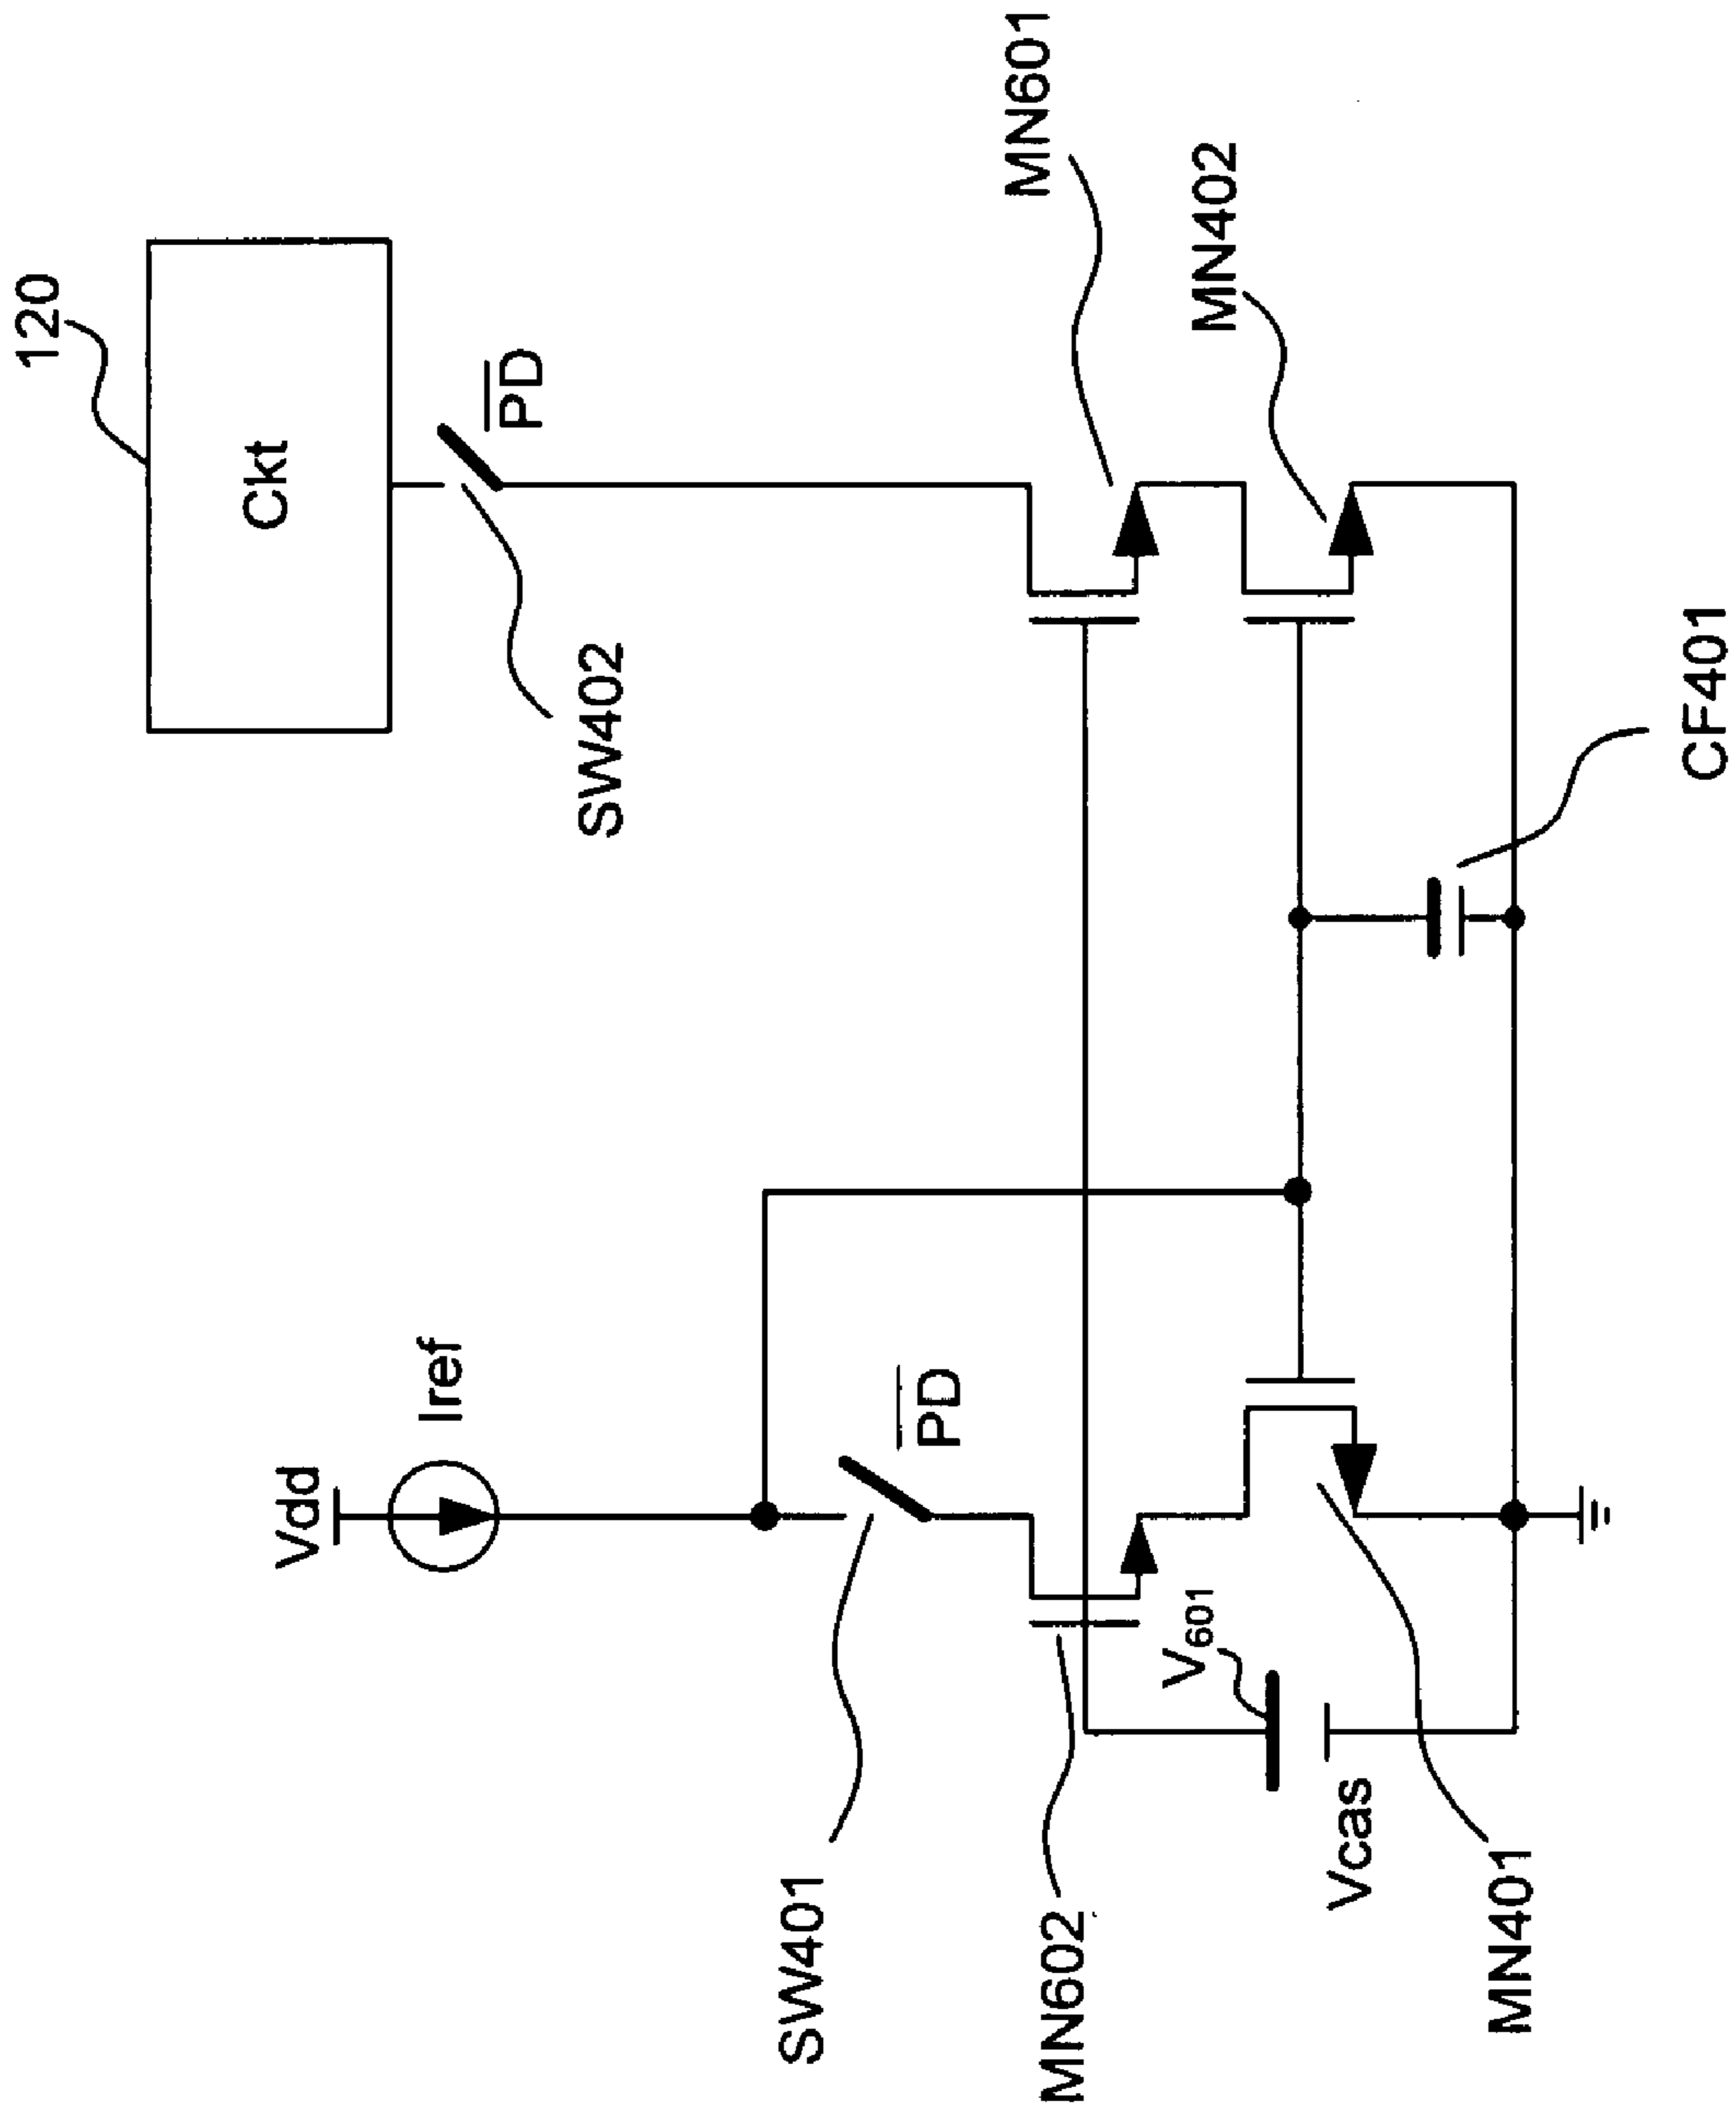 120
Ckt
PD
SW402
MN601
MN402
CF401
Vdd
Iref
PD
SW401
MN602
V601
Vcas
MN401